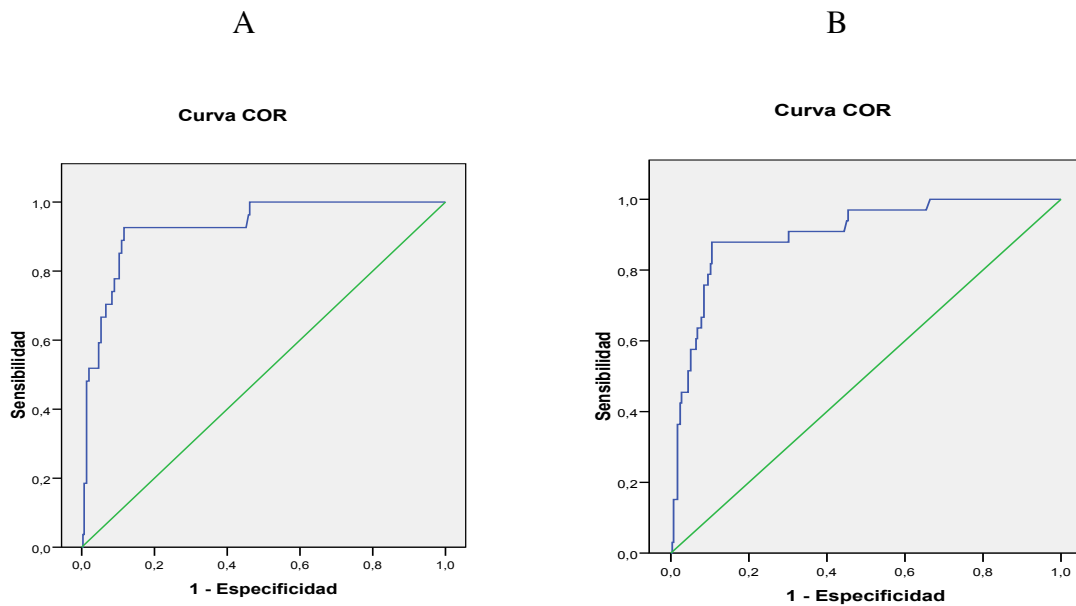 A
B
Curva COR
Sensibilidad
1,0
0,8
0,6
0,4
0,2
0,0
0,0 0,2 0,4 0,6 0,8 1,0
1 - Especificidad
Curva COR
Sensibilidad
1,0
0,8
0,6
0,4
0,2
0,0
0,0 0,2 0,4 0,6 0,8 1,0
1 - Especificidad